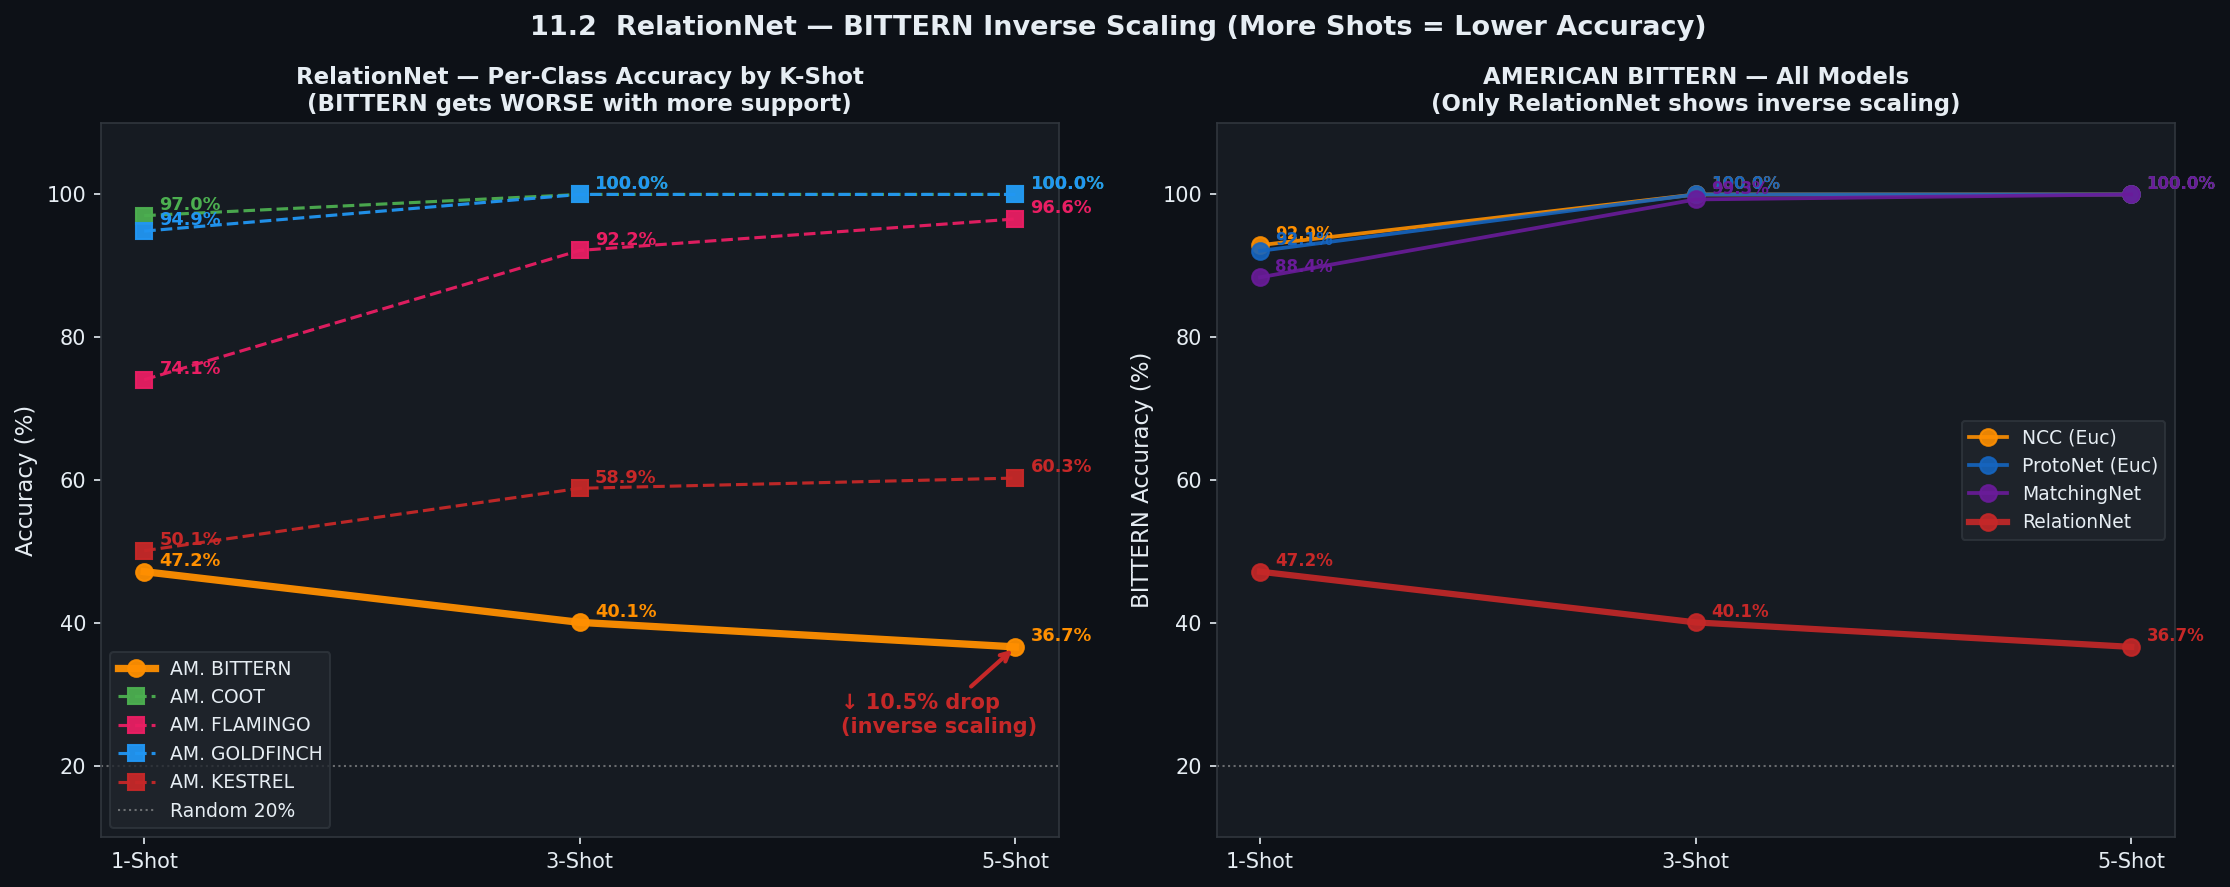 11.2  RelationNet — BITTERN Inverse Scaling (More Shots = Lower Accuracy)
RelationNet — Per-Class Accuracy by K-Shot
(BITTERN gets WORSE with more support)
Accuracy (%)
100
80
60
40
20
97.0%
94.9%
74.1%
50.1%
47.2%
100.0%
92.2%
58.9%
40.1%
100.0%
96.6%
60.3%
36.7%
↓ 10.5% drop
(inverse scaling)
AM. BITTERN
AM. COOT
AM. FLAMINGO
AM. GOLDFINCH
AM. KESTREL
Random 20%
1-Shot
3-Shot
5-Shot
AMERICAN BITTERN — All Models
(Only RelationNet shows inverse scaling)
BITTERN Accuracy (%)
100
80
60
40
20
92.9%
88.4%
47.2%
100.0%
40.1%
100.0%
36.7%
NCC (Euc)
ProtoNet (Euc)
MatchingNet
RelationNet
1-Shot
3-Shot
5-Shot